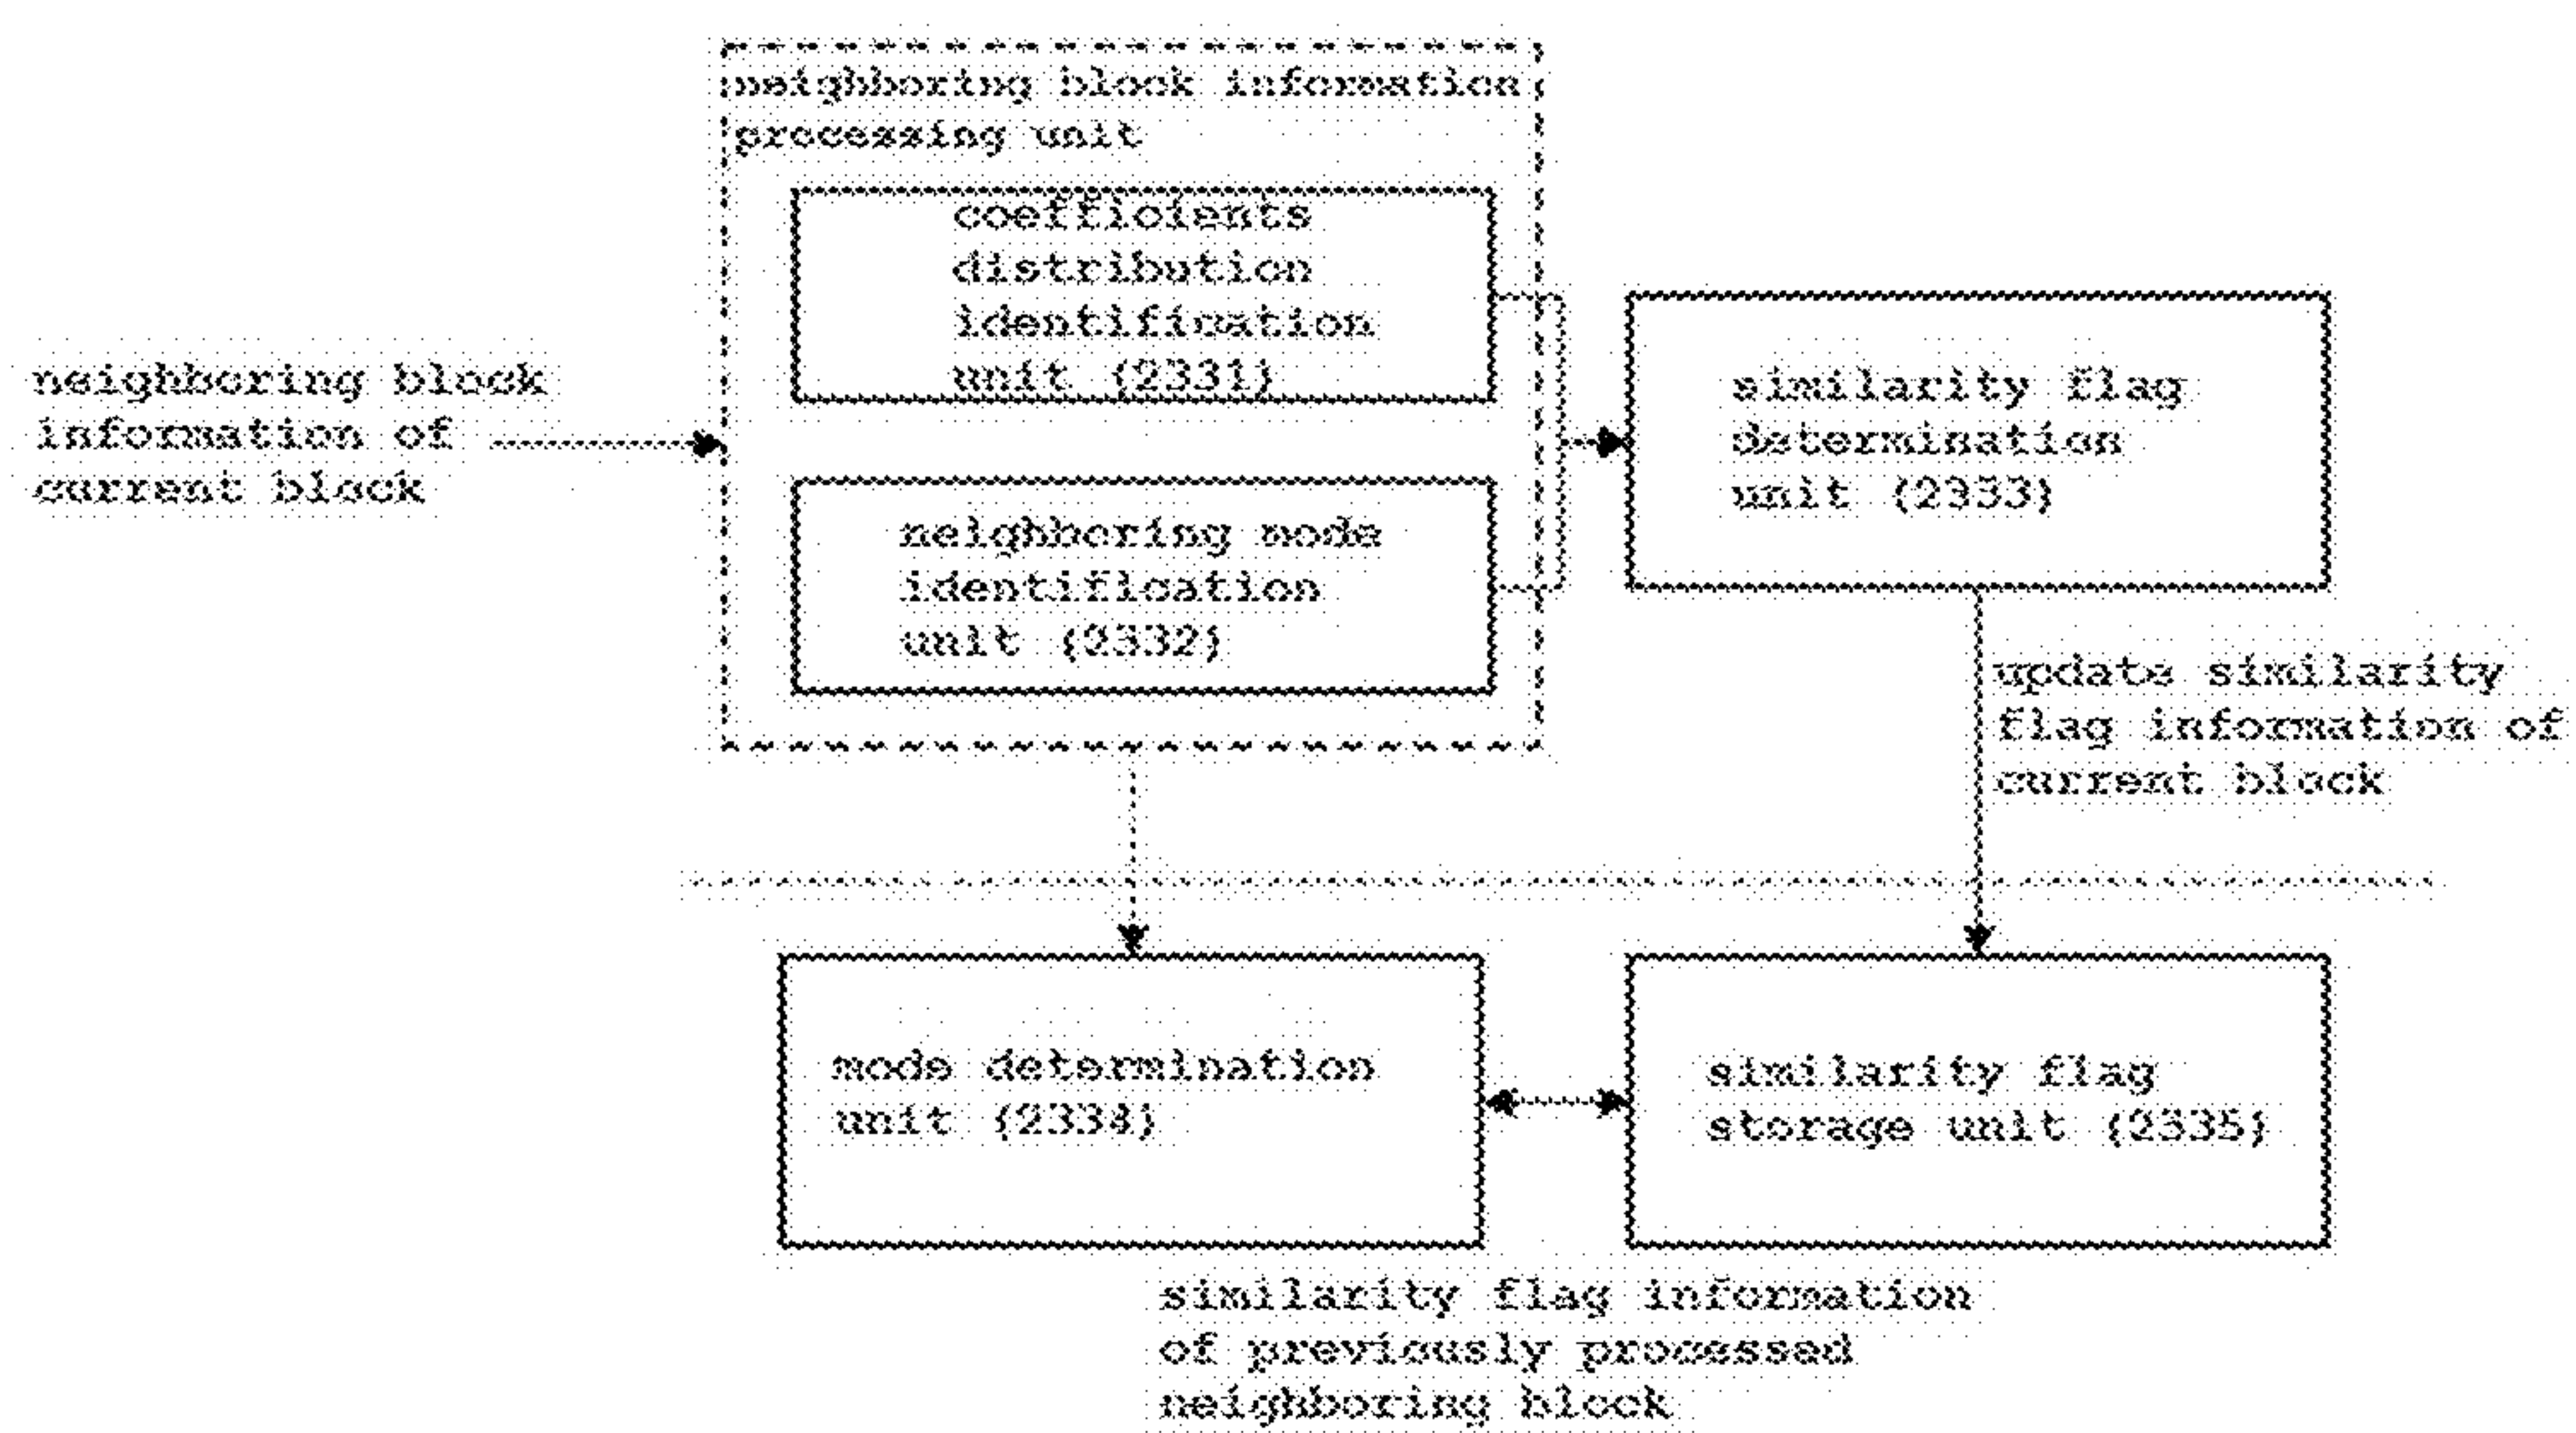 neighboring block information
processing unit
coefficients
distribution
identification
unit (2331)
neighboring block
information of
current block
similarity flag
determination
unit (2333)
neighboring mode
identification
unit (2332)
update similarity
flag information of
current block
mode determination
unit (2334)
similarity flag
storage unit (2335)
similarity flag information
of previously processed
neighboring block